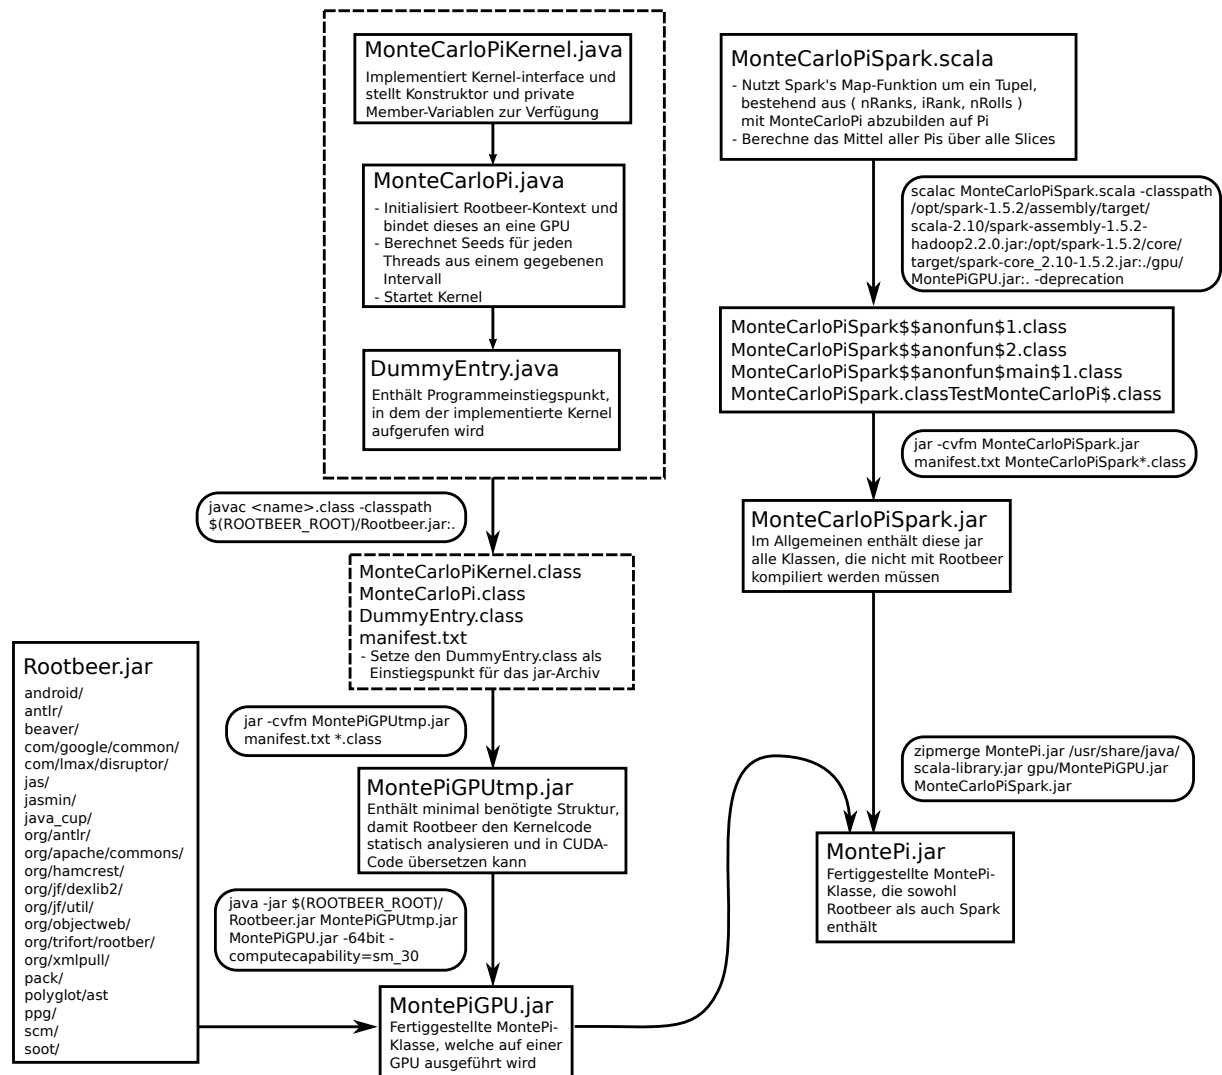 MonteCarloPiKernel.java
Implementiert Kernel-interface und
stellt Konstruktor und private
Member-Variablen zur Verfügung
MonteCarloPi.java
- Initialisiert Rootbeer-Kontext und
bindet dieses an eine GPU
- Berechnet Seeds für jeden
Threads aus einem gegebenen
Intervall
- Startet Kernel
DummyEntry.java
Enthält Programmeinstiegspunkt,
in dem der implementierte Kernel
aufgerufen wird
javac <name>.class -classpath
$(ROOTBEER_ROOT)/Rootbeer.jar:.
MonteCarloPiKernel.class
MonteCarloPi.class
DummyEntry.class
manifest.txt
- Setze den DummyEntry.class als
Einstiegspunkt für das jar-Archiv
jar -cvfm MontePiGPUtmp.jar
manifest.txt *.class
MontePiGPUtmp.jar
Enthält minimal benötigte Struktur,
damit Rootbeer den Kernelcode
statisch analysieren und in CUDA-
Code übersetzen kann
java -jar $(ROOTBEER_ROOT)/
Rootbeer.jar MontePiGPUtmp.jar
MontePiGPU.jar -64bit -
computecapability=sm_30
Rootbeer.jar
android/
antlr/
beaver/
com/google/common/
com/lmax/disruptor/
jas/
jasmin/
java_cup/
org/antlr/
org/apache/commons/
org/hamcrest/
org/jf/dexlib2/
org/jf/util/
org/objectweb/
org/trifort/rootber/
org/xmlpull/
pack/
polyglot/ast
ppg/
scm/
soot/
MontePiGPU.jar
Fertiggestellte MontePi-
Klasse, welche auf einer
GPU ausgeführt wird
MonteCarloPiSpark.scala
- Nutzt Spark's Map-Funktion um ein Tupel,
bestehend aus ( nRanks, iRank, nRolls )
mit MonteCarloPi abzubilden auf Pi
- Berechne das Mittel aller Pis über alle Slices
scalac MonteCarloPiSpark.scala -classpath
/opt/spark-1.5.2/assembly/target/
scala-2.10/spark-assembly-1.5.2-
hadoop2.2.0.jar:/opt/spark-1.5.2/core/
target/spark-core_2.10-1.5.2.jar:./gpu/
MontePiGPU.jar:. -deprecation
MonteCarloPiSpark$$anonfun$1.class
MonteCarloPiSpark$$anonfun$2.class
MonteCarloPiSpark$$anonfun$main$1.class
MonteCarloPiSpark.classTestMonteCarloPi$.class
jar -cvfm MonteCarloPiSpark.jar
manifest.txt MonteCarloPiSpark*.class
MonteCarloPiSpark.jar
Im Allgemeinen enthält diese jar
alle Klassen, die nicht mit Rootbeer
kompiliert werden müssen
zipmerge MontePi.jar /usr/share/java/
scala-library.jar gpu/MontePiGPU.jar
MonteCarloPiSpark.jar
MontePi.jar
Fertiggestellte MontePi-
Klasse, die sowohl
Rootbeer als auch Spark
enthält